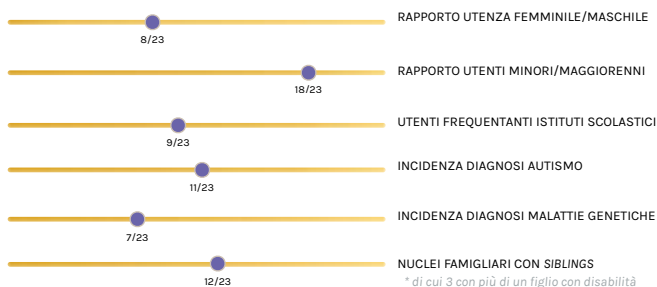 RAPPORTO UTENZA FEMMINILE/MASCHILE
8/23
RAPPORTO UTENTI MINORI/MAGGIORENNI
18/23
UTENTI FREQUENTANTI ISTITUTI SCOLASTICI
9/23
INCIDENZA DIAGNOSI AUTISMO
11/23
INCIDENZA DIAGNOSI MALATTIE GENETICHE
7/23
NUCLEI FAMIGLIARI CON SIBLINGS
12/23
* di cui 3 con più di un figlio con disabilità